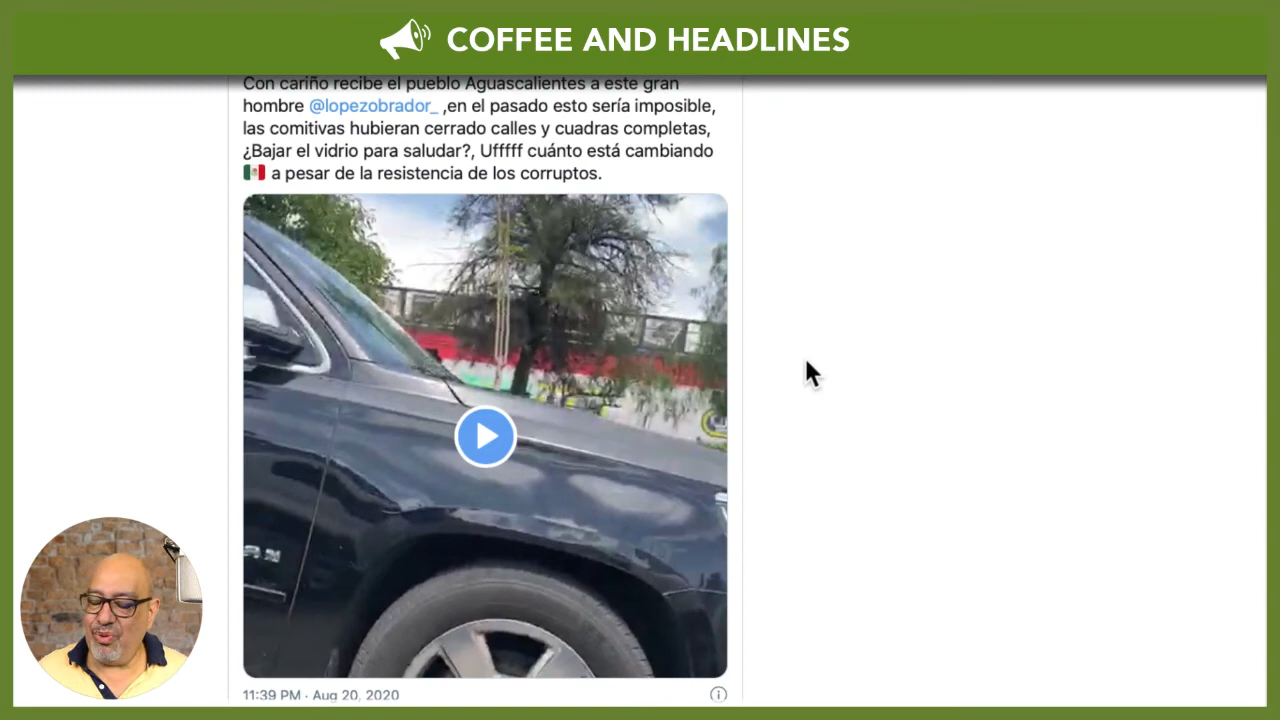 COFFEE AND HEADLINES
Con cariño recibe el pueblo Aguascalientes a este gran
hombre @lopezobrador_ ,en el pasado esto sería imposible,
las comitivas hubieran cerrado calles y cuadras completas,
¿Bajar el vidrio para saludar?, Ufffff cuánto está cambiando
🇲🇽 a pesar de la resistencia de los corruptos.
11:39 PM · Aug 20, 2020